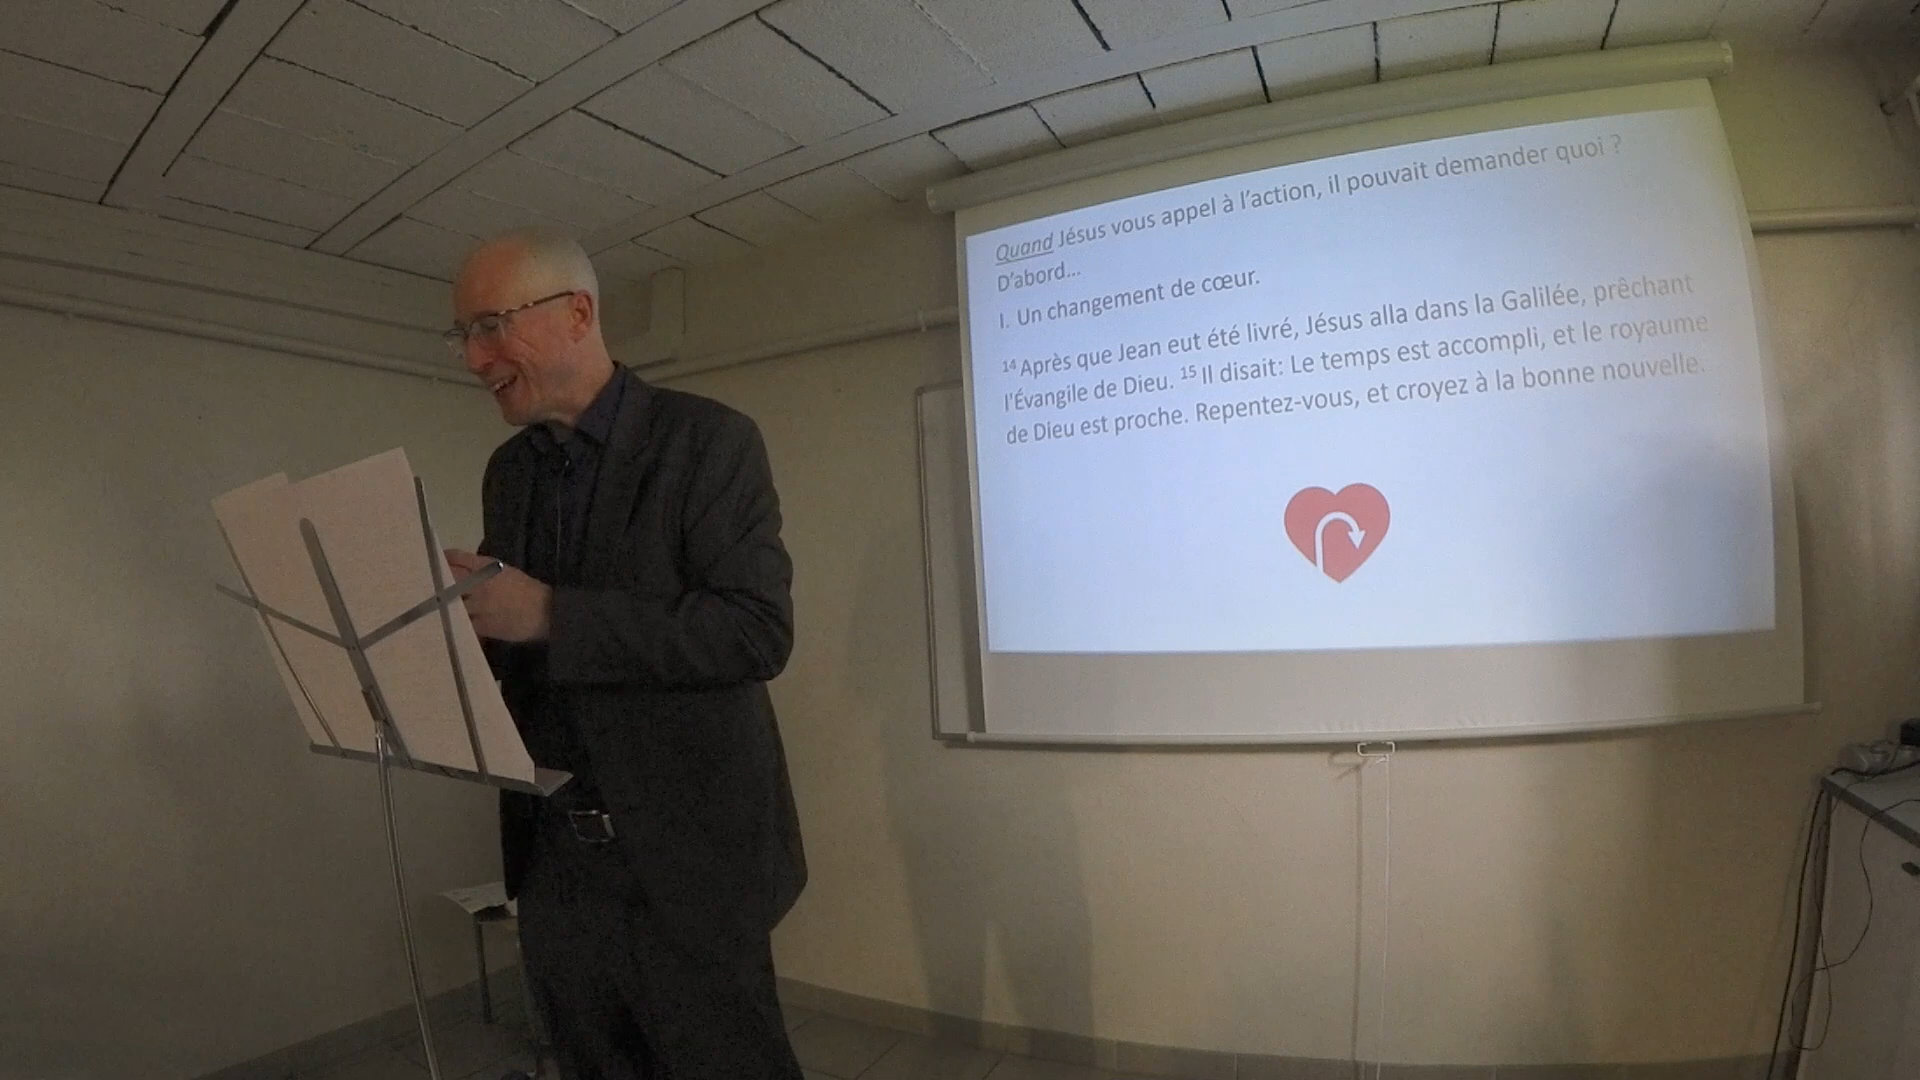 Quand Jésus vous appel à l'action, il pouvait demander quoi ?
D'abord...
I. Un changement de cœur.
14 Après que Jean eut été livré, Jésus alla dans la Galilée, prêchant
l'Évangile de Dieu. 15 Il disait: Le temps est accompli, et le royaume
de Dieu est proche. Repentez-vous, et croyez à la bonne nouvelle.